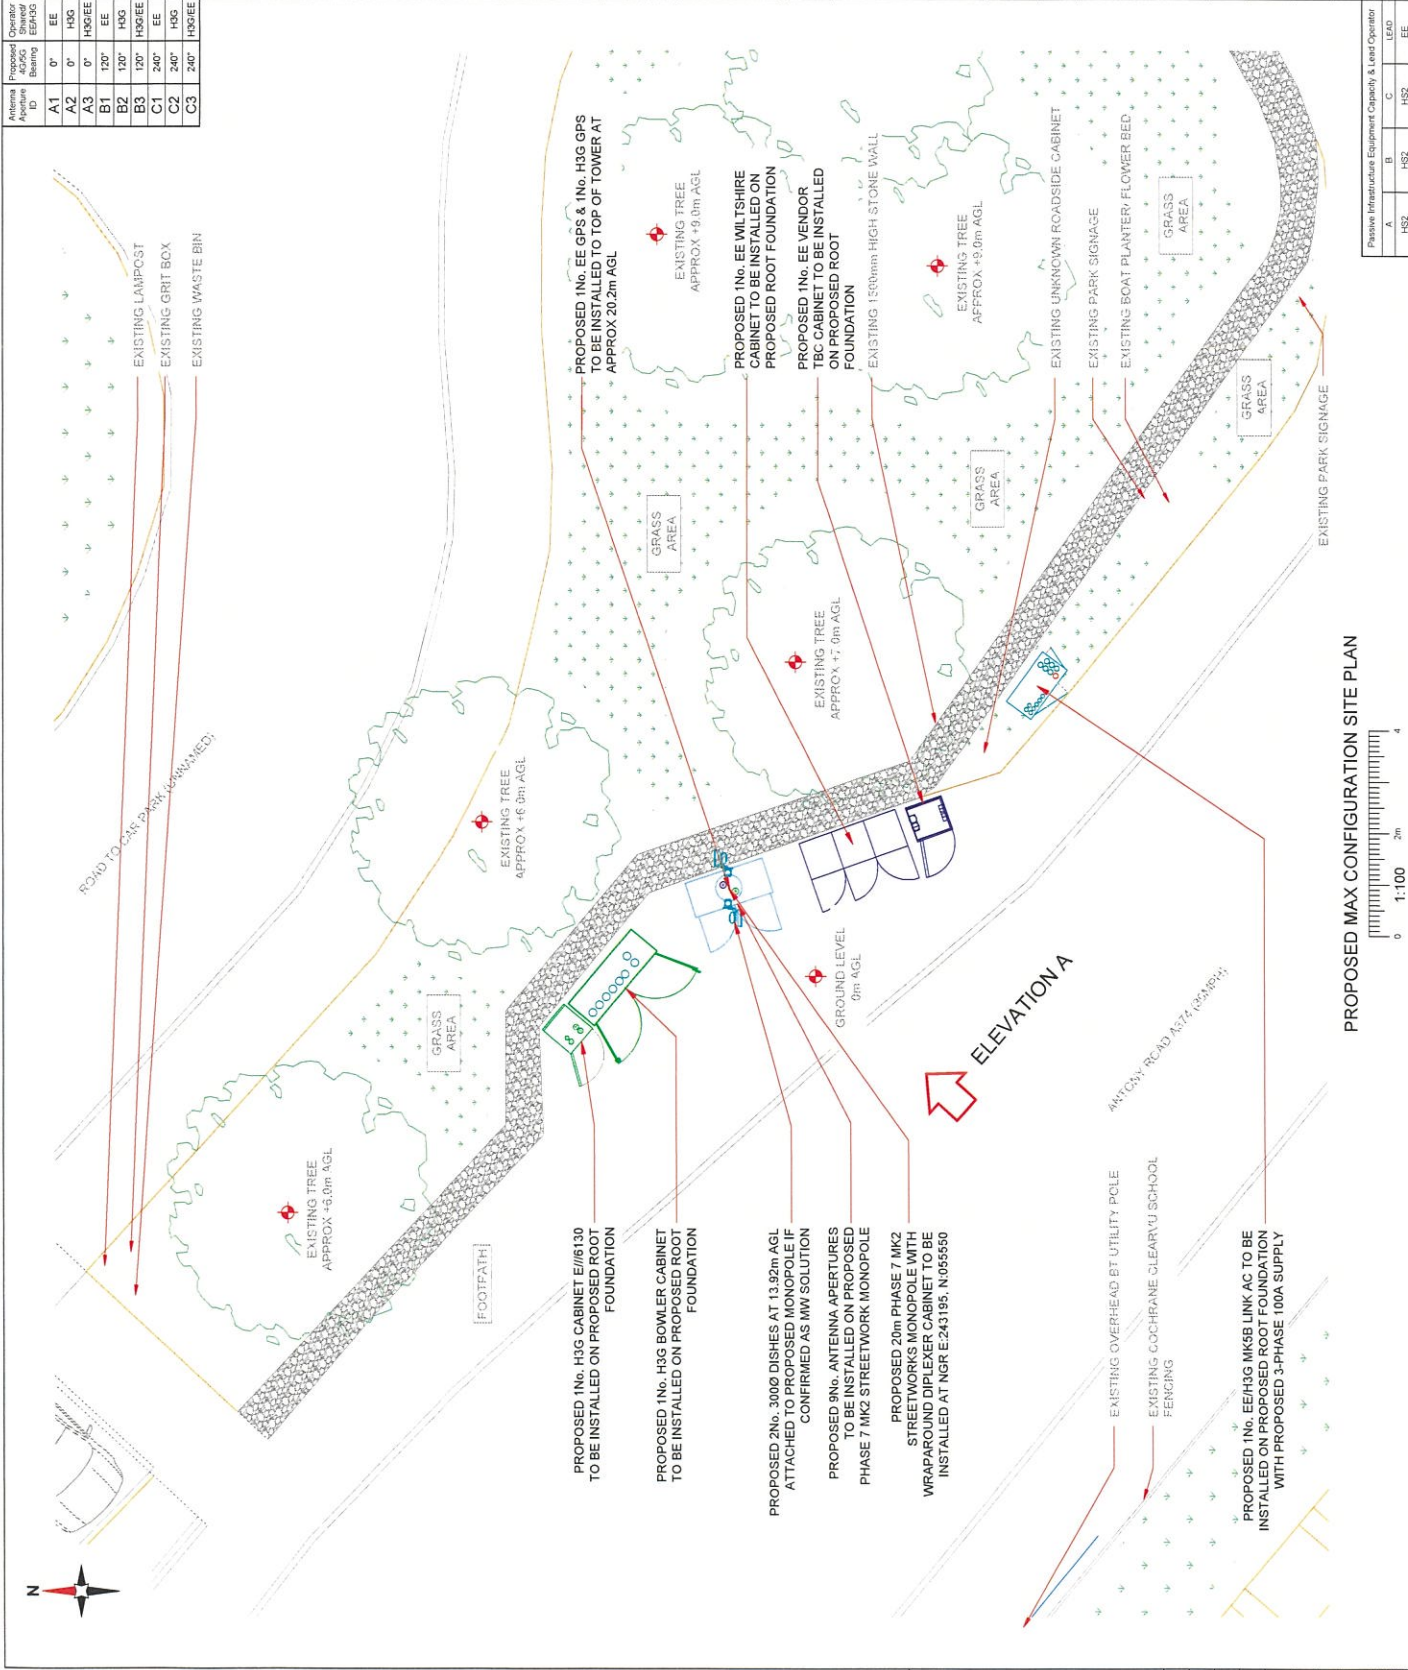 Antenna Aperture ID | Proposed 4G/5G Bearing | Operator Shared/ EE/H3G
A1 | 0° | EE
A2 | 0° | H3G
A3 | 0° | H3G/EE
B1 | 120° | EE
B2 | 120° | H3G
B3 | 120° | H3G/EE
C1 | 240° | EE
C2 | 240° | H3G
C3 | 240° | H3G/EE
N
ROAD TO CAR PARK (UNNAMED)
EXISTING LAMPOST
EXISTING GRIT BOX
EXISTING WASTE BIN
PROPOSED 1No. EE GPS & 1No. H3G GPS
TO BE INSTALLED TO TOP OF TOWER AT
APPROX 20.2m AGL
EXISTING TREE
APPROX +9.0m AGL
PROPOSED 1No. EE WILTSHIRE
CABINET TO BE INSTALLED ON
PROPOSED ROOT FOUNDATION
PROPOSED 1No. EE VENDOR
TBC CABINET TO BE INSTALLED
ON PROPOSED ROOT
FOUNDATION
EXISTING 1500mm HIGH STONE WALL
EXISTING TREE
APPROX +9.0m AGL
EXISTING UNKNOWN ROADSIDE CABINET
EXISTING PARK SIGNAGE
EXISTING BOAT PLANTER/ FLOWER BED
GRASS
AREA
GRASS
AREA
GRASS
AREA
GRASS
AREA
EXISTING PARK SIGNAGE
EXISTING TREE
APPROX +7.0m AGL
EXISTING TREE
APPROX +6.0m AGL
GRASS
AREA
EXISTING TREE
APPROX +6.0m AGL
FOOTPATH
GROUND LEVEL
0m AGL
ELEVATION A
ANTONY ROAD A374 (30MPH)
PROPOSED 1No. H3G CABINET E///6130
TO BE INSTALLED ON PROPOSED ROOT
FOUNDATION
PROPOSED 1No. H3G BOWLER CABINET
TO BE INSTALLED ON PROPOSED ROOT
FOUNDATION
PROPOSED 2No. 300Ø DISHES AT 13.92m AGL
ATTACHED TO PROPOSED MONOPOLE IF
CONFIRMED AS MW SOLUTION
PROPOSED 9No. ANTENNA APERTURES
TO BE INSTALLED ON PROPOSED
PHASE 7 MK2 STREETWORK MONOPOLE
PROPOSED 20m PHASE 7 MK2
STREETWORKS MONOPOLE WITH
WRAPAROUND DIPLEXER CABINET TO BE
INSTALLED AT NGR E:243195, N:055550
EXISTING OVERHEAD BT UTILITY POLE
EXISTING COCHRANE CLEARVU SCHOOL
FENCING
PROPOSED 1No. EE/H3G MK5B LINK AC TO BE
INSTALLED ON PROPOSED ROOT FOUNDATION
WITH PROPOSED 3-PHASE 100A SUPPLY
PROPOSED MAX CONFIGURATION SITE PLAN
0 2m 4
1:100
Passive Infrastructure Equipment Capacity & Lead Operator
A | B | C | LEAD
HS2 | HS2 | HS2 | EE